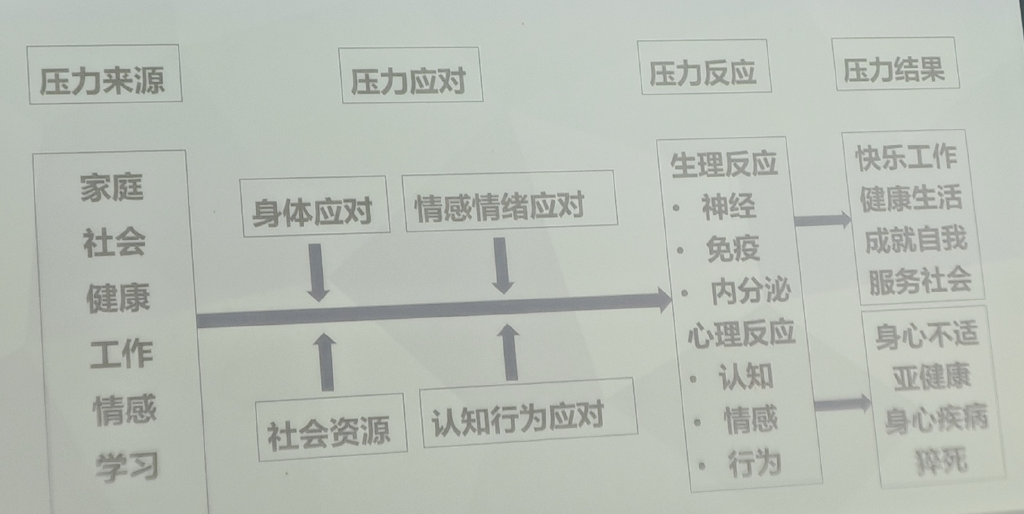 压力来源
压力应对
压力反应
压力结果
家庭
社会
健康
工作
情感
学习
身体应对
情感情绪应对
社会资源
认知行为应对
生理反应
• 神经
• 免疫
• 内分泌
心理反应
• 认知
• 情感
• 行为
快乐工作
健康生活
成就自我
服务社会
身心不适
亚健康
身心疾病
猝死